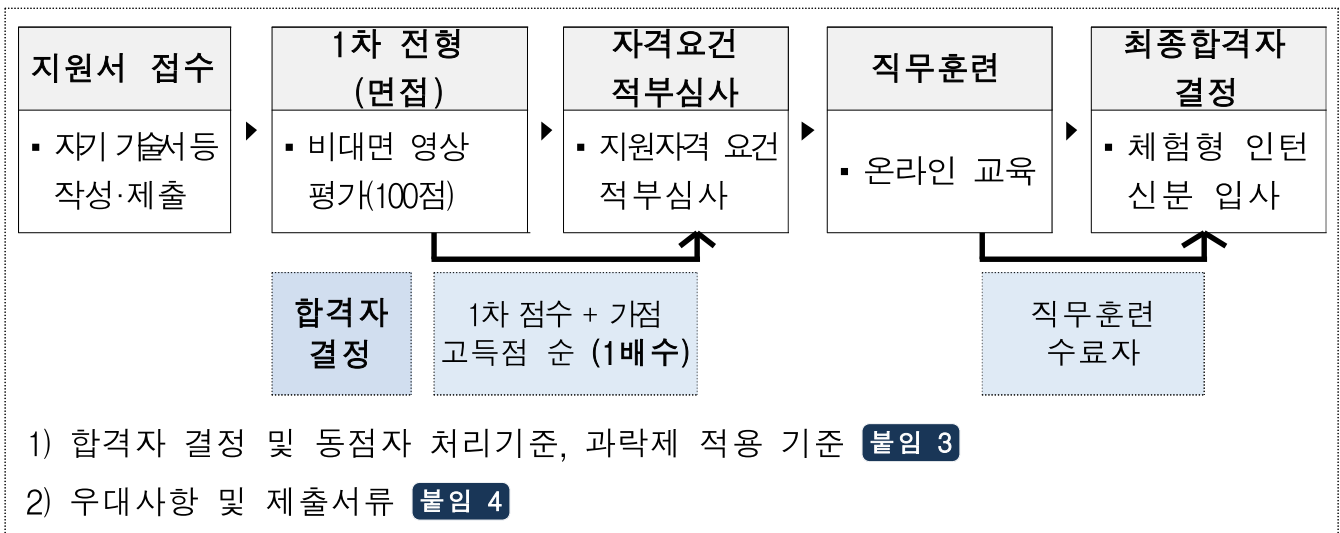 지원서 접수
▪ 자기 기술서 등
작성·제출
1차 전형
(면접)
▪ 비대면 영상
평가(100점)
자격요건
적부심사
▪ 지원자격 요건
적부심사
직무훈련
▪ 온라인 교육
최종합격자
결정
▪ 체험형 인턴
신분 입사
합격자
결정
1차 점수 + 가점
고득점 순 (1배수)
직무훈련
수료자
1) 합격자 결정 및 동점자 처리기준, 과락제 적용 기준 붙임 3
2) 우대사항 및 제출서류 붙임 4